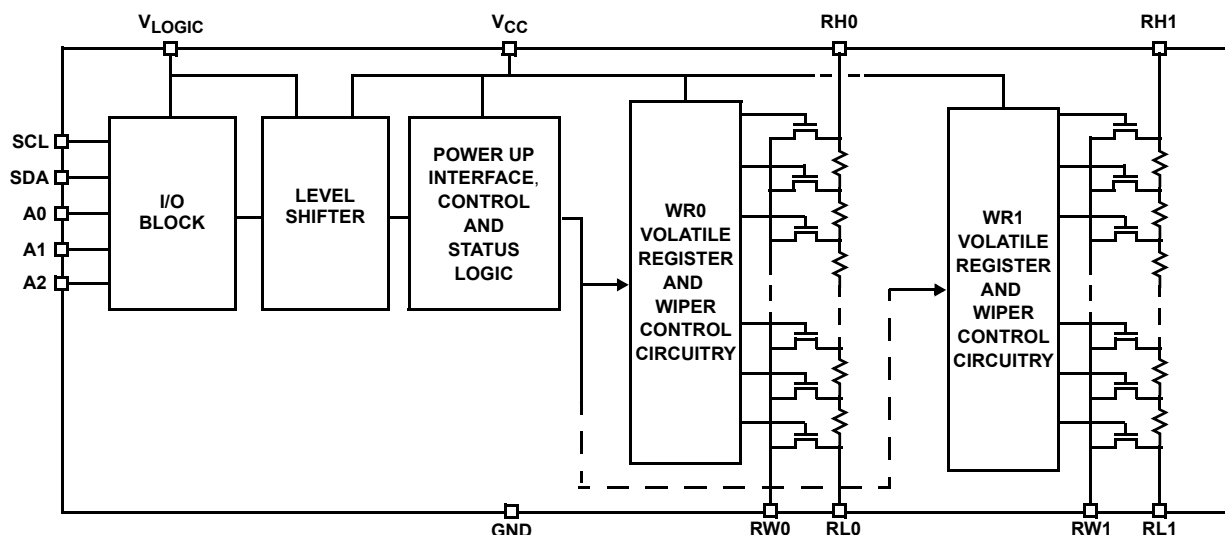 VLOGIC
VCC
RH0
RH1
SCL
SDA
A0
A1
A2
I/O
BLOCK
LEVEL
SHIFTER
POWER UP
INTERFACE,
CONTROL
AND
STATUS
LOGIC
WR0
VOLATILE
REGISTER
AND
WIPER
CONTROL
CIRCUITRY
WR1
VOLATILE
REGISTER
AND
WIPER
CONTROL
CIRCUITRY
GND
RW0
RL0
RW1
RL1